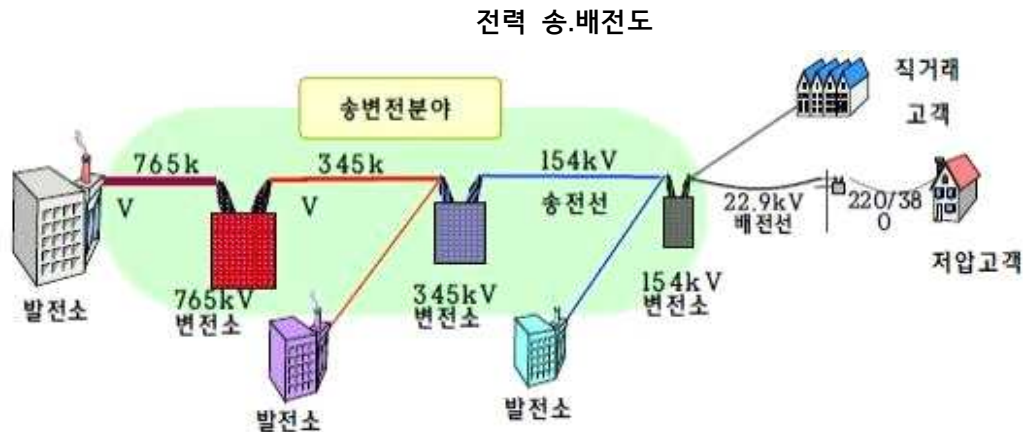 전력 송.배전도
송변전분야
직거래
고객
765k
V
345k
V
154kV
송전선
22.9kV
배전선
220/38
0
저압고객
발전소
765kV
변전소
345kV
변전소
154kV
변전소
발전소
발전소